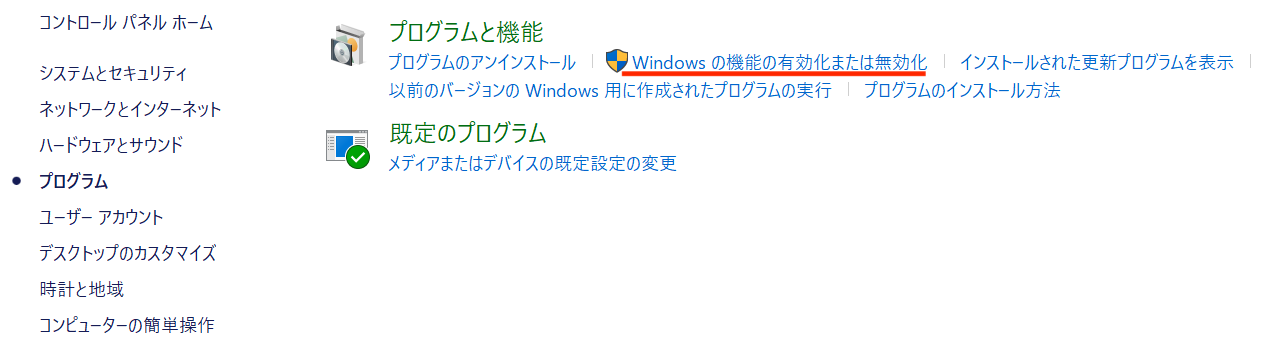 コントロール パネル ホーム
システムとセキュリティ
ネットワークとインターネット
ハードウェアとサウンド
プログラム
ユーザー アカウント
デスクトップのカスタマイズ
時計と地域
コンピューターの簡単操作
プログラムと機能
プログラムのアンインストール Windows の機能の有効化または無効化 インストールされた更新プログラムを表示
以前のバージョンの Windows 用に作成されたプログラムの実行 プログラムのインストール方法
既定のプログラム
メディアまたはデバイスの既定設定の変更